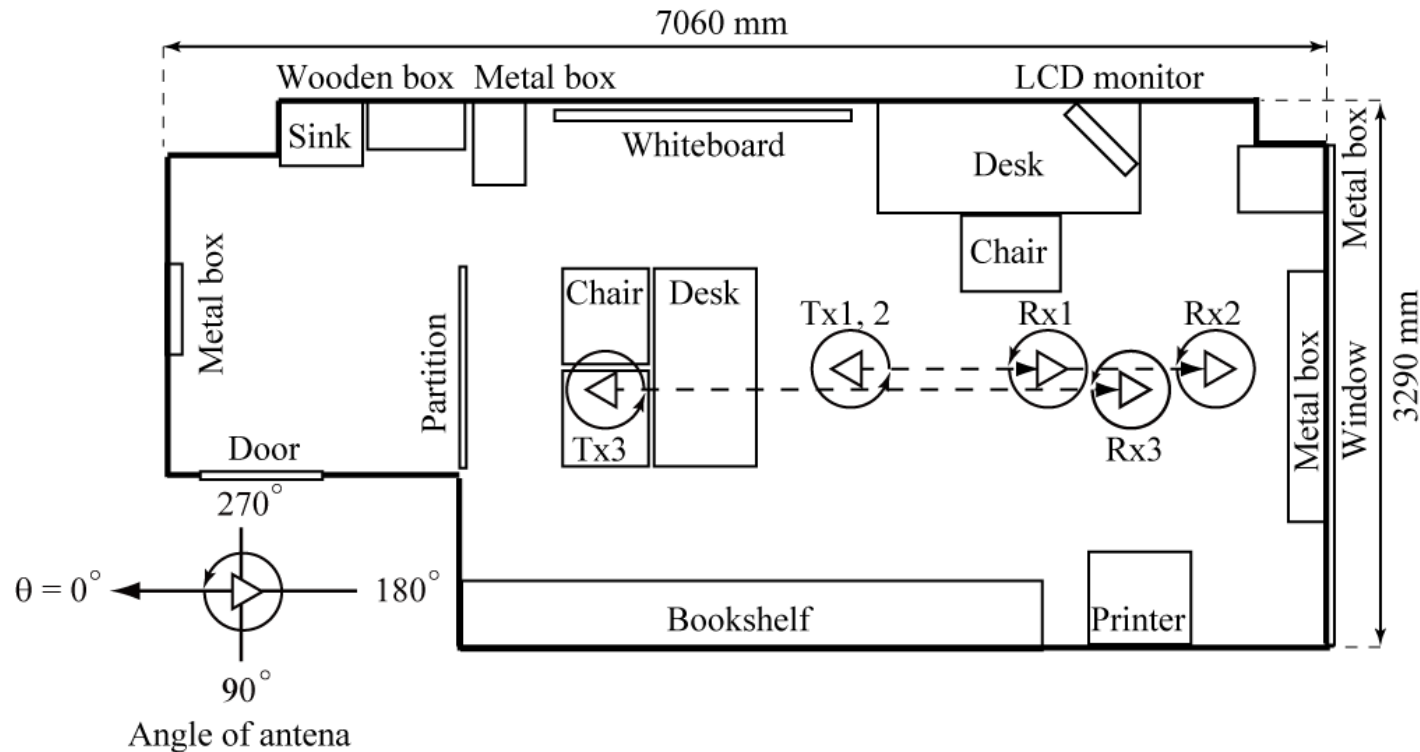 7060 mm
Wooden box
Metal box
LCD monitor
Sink
Whiteboard
Desk
Metal box
Chair
Metal box
Chair
Desk
Tx1, 2
Rx1
Rx2
Partition
Metal box
Window
3290 mm
Tx3
Rx3
Door
270°
θ = 0°
180°
Bookshelf
Printer
90°
Angle of antena